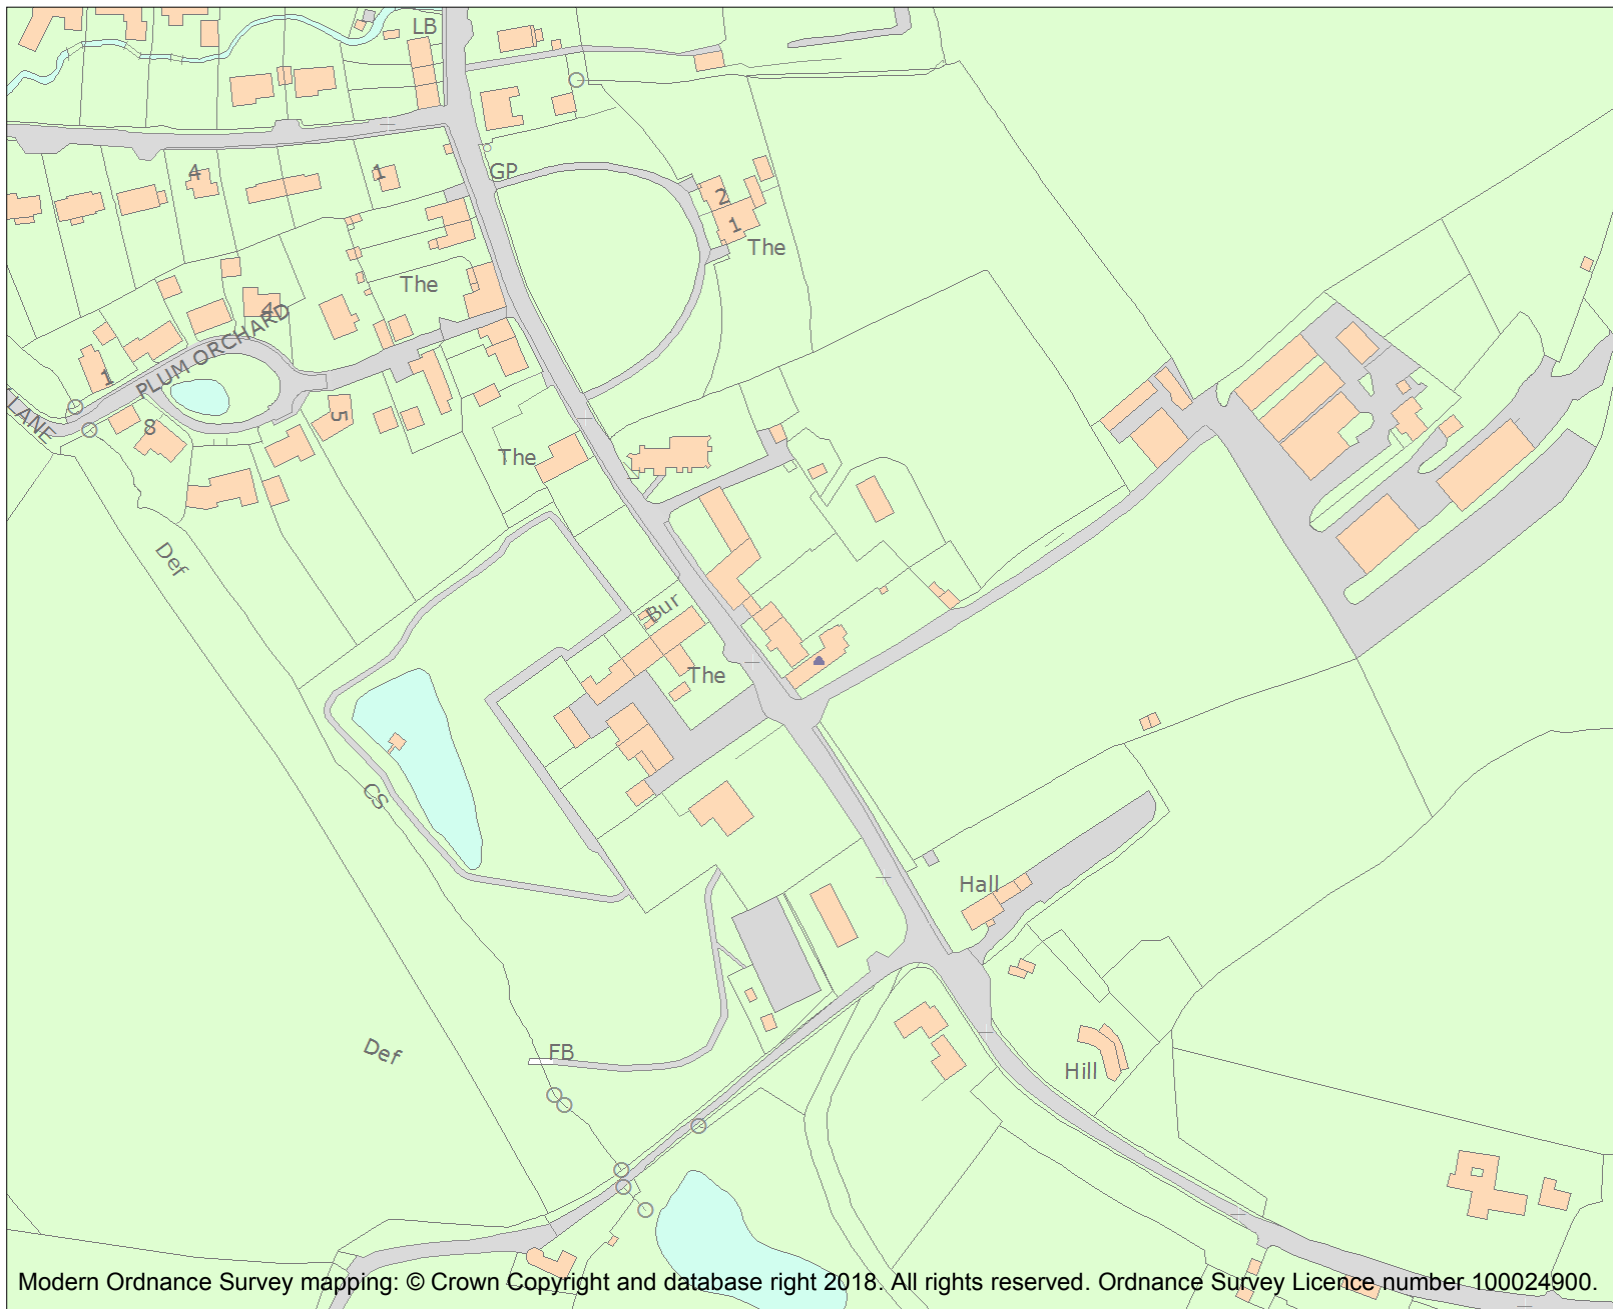 LB
4
1
GP
2
1
The
The
4
PLUM ORCHARD
1
LANE
8
5
The
Def
Bur
The
CS
Hall
Def
FB
Hill
Modern Ordnance Survey mapping: © Crown Copyright and database right 2018. All rights reserved. Ordnance Survey Licence number 100024900.